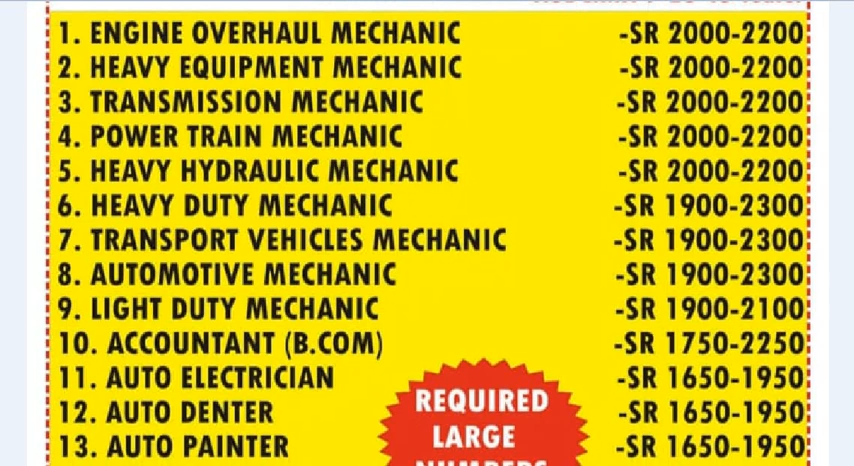 1. ENGINE OVERHAUL MECHANIC -SR 2000-2200
2. HEAVY EQUIPMENT MECHANIC -SR 2000-2200
3. TRANSMISSION MECHANIC -SR 2000-2200
4. POWER TRAIN MECHANIC -SR 2000-2200
5. HEAVY HYDRAULIC MECHANIC -SR 2000-2200
6. HEAVY DUTY MECHANIC -SR 1900-2300
7. TRANSPORT VEHICLES MECHANIC -SR 1900-2300
8. AUTOMOTIVE MECHANIC -SR 1900-2300
9. LIGHT DUTY MECHANIC -SR 1900-2100
10. ACCOUNTANT (B.COM) -SR 1750-2250
11. AUTO ELECTRICIAN -SR 1650-1950
12. AUTO DENTER -SR 1650-1950
13. AUTO PAINTER -SR 1650-1950
REQUIRED
LARGE
NUMBERS